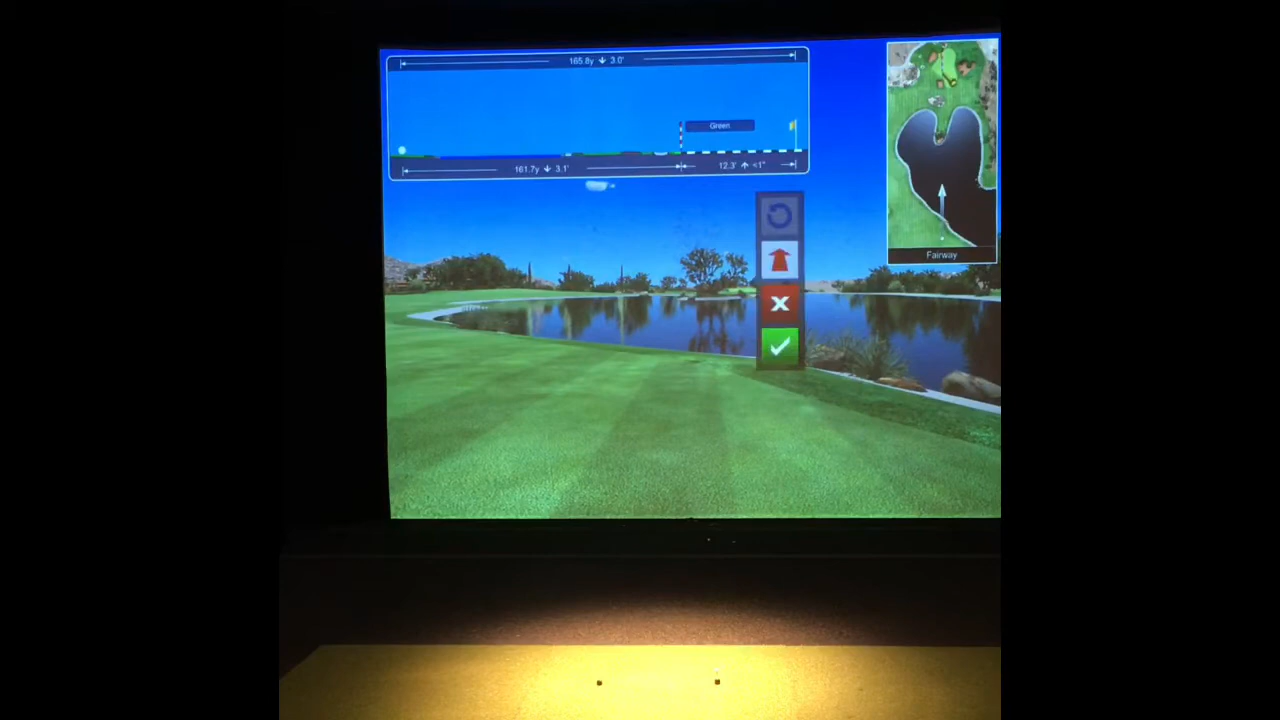 165.8y ↓ 3.0'
Green
161.7y ↓ 3.1'
12.3' ↑ <1"
Fairway